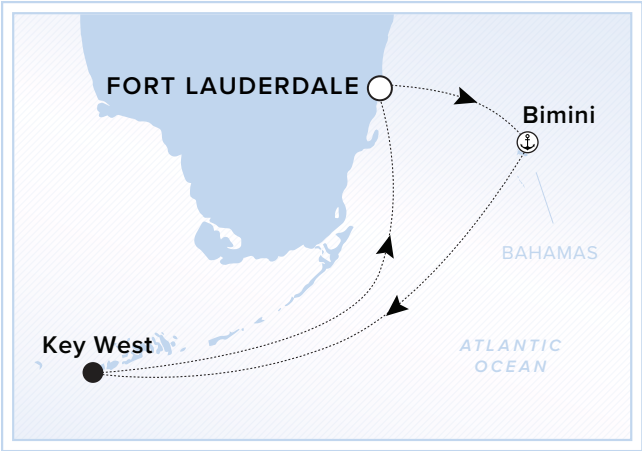 FORT LAUDERDALE
Bimini
BAHAMAS
Key West
ATLANTIC
OCEAN